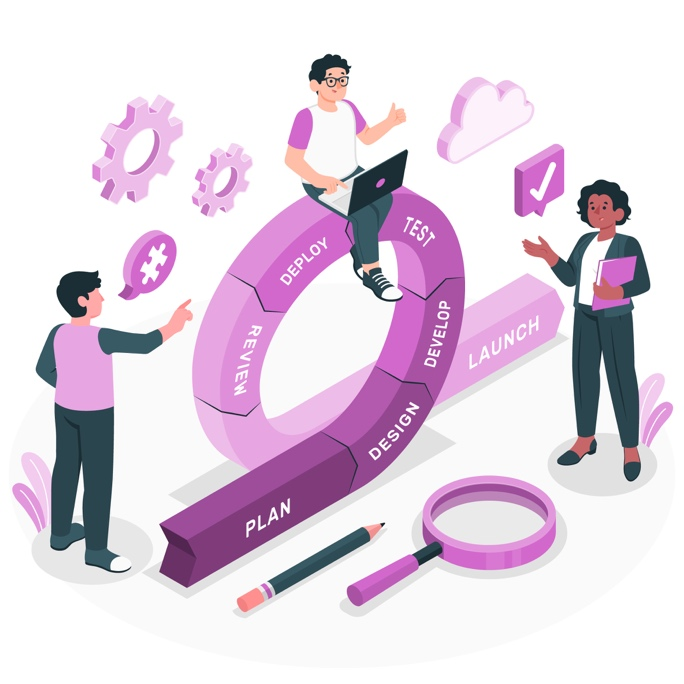 PLAN
DESIGN
DEVELOP
TEST
DEPLOY
REVIEW
LAUNCH